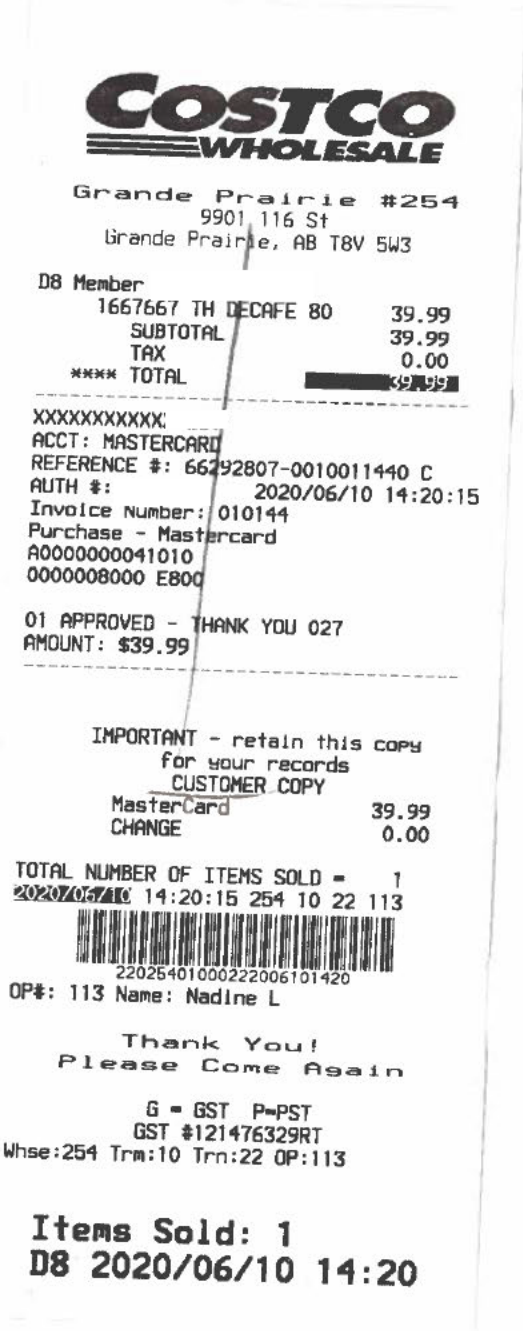 COSTCO
WHOLESALE
Grande Prairie #254
9901 116 St
Grande Prairie, AB T8V 5W3
D8 Member
1667667 TH DECAFE 80 39.99
SUBTOTAL 39.99
TAX 0.00
**** TOTAL 39.99
XXXXXXXXXXX
ACCT: MASTERCARD
REFERENCE #: 66292807-0010011440 C
AUTH #: 2020/06/10 14:20:15
Invoice Number: 010144
Purchase - Mastercard
A0000000041010
0000008000 E800
01 APPROVED - THANK YOU 027
AMOUNT: $39.99
IMPORTANT - retain this copy
for your records
CUSTOMER COPY
MasterCard 39.99
CHANGE 0.00
TOTAL NUMBER OF ITEMS SOLD = 1
2020/06/10 14:20:15 254 10 22 113
22025401000222006101420
OP#: 113 Name: Nadine L
Thank You!
Please Come Again
G = GST P=PST
GST #121476329RT
Whse:254 Trm:10 Trn:22 OP:113
Items Sold: 1
D8 2020/06/10 14:20